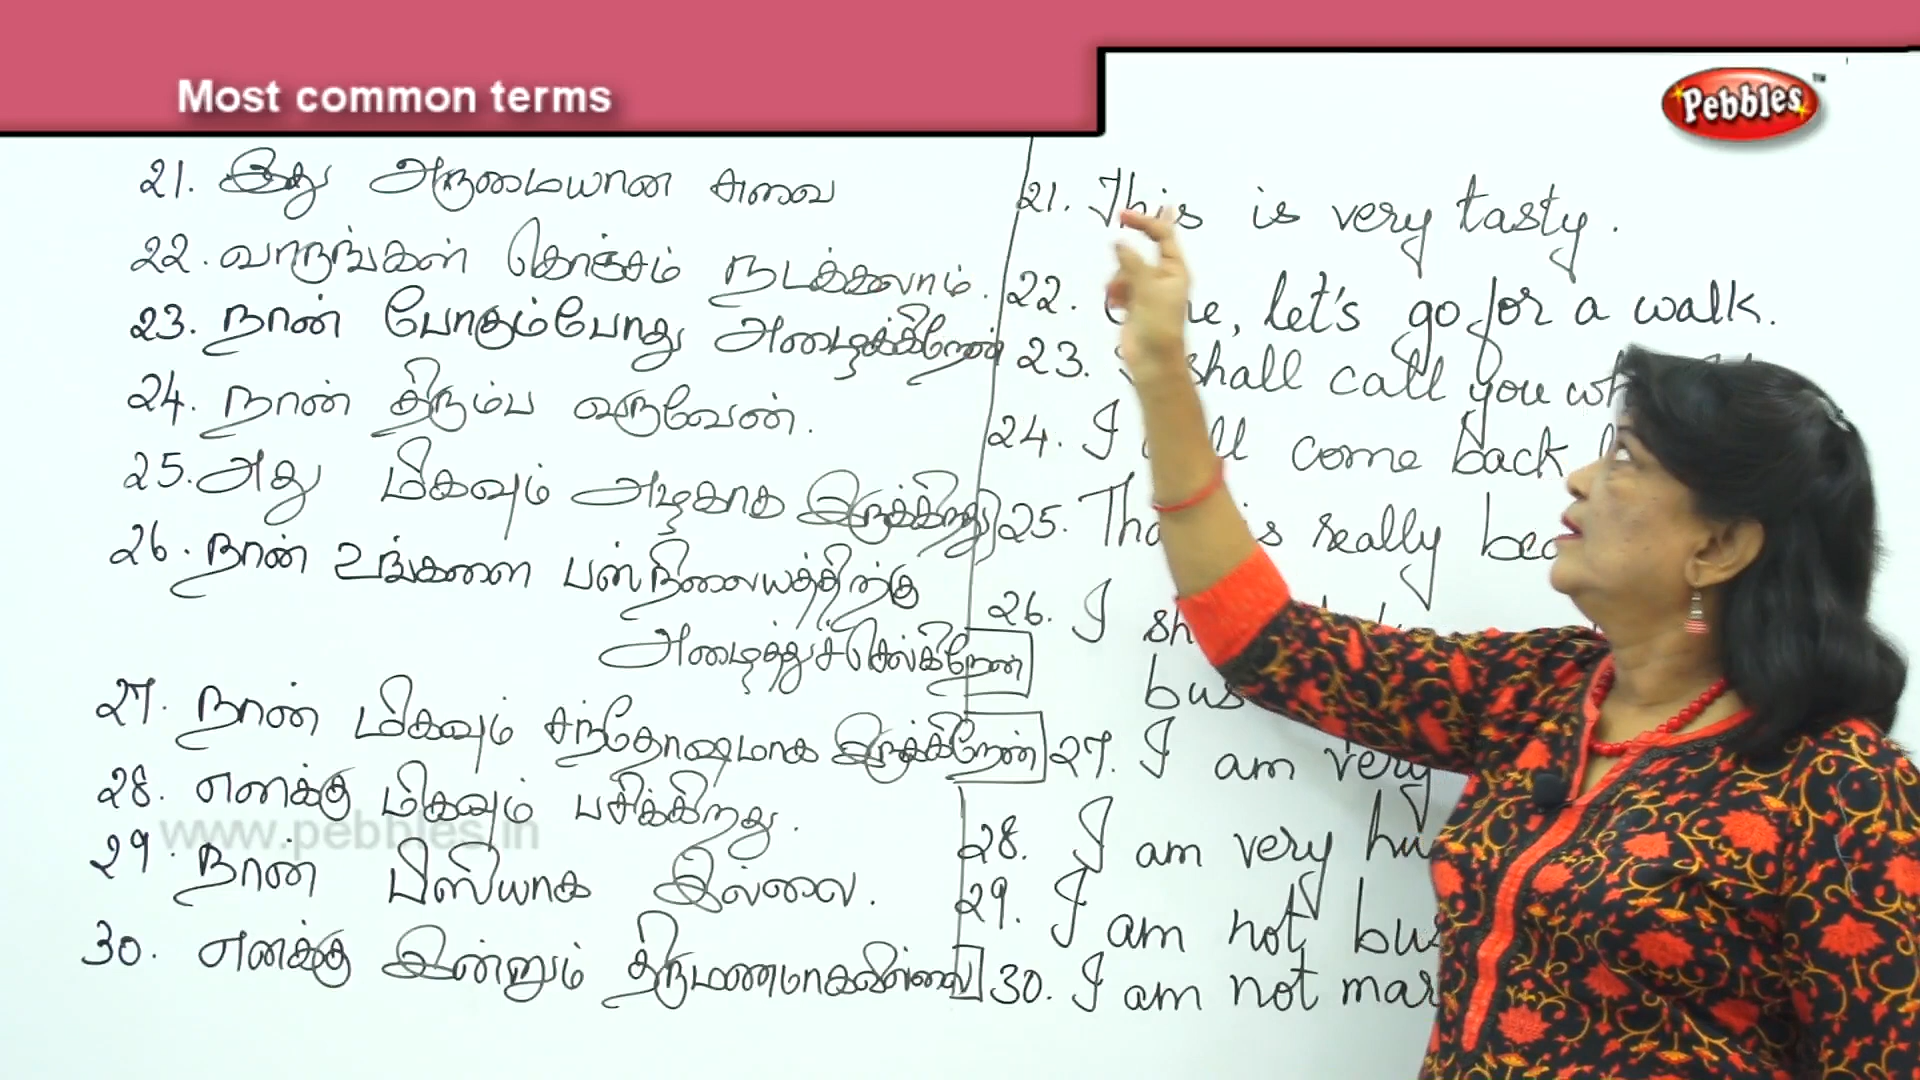 Most common terms
Pebbles
21. இது அருமையான சுவை
22. வாருங்கள் கொஞ்சம் நடக்கலாம்.
23. நான் போகும்போது அழைக்கிறேன்
24. நான் திரும்ப வருவேன்.
25. அது மிகவும் அழகாக இருக்கிறது
26. நான் உங்களை பஸ்நிலையத்திற்கு
அழைத்துச்செல்கிறேன்
27. நான் மிகவும் சந்தோஷமாக இருக்கிறேன்
28. எனக்கு மிகவும் பசிக்கிறது.
www.pebbles.in
29. நான் பிஸியாக இல்லை.
30. எனக்கு இன்னும் திருமணமாகவில்லை
21. This is very tasty.
22. let's go for a walk.
23. shall call you
24. I come back
25. is really
26. I
27. I am very
28. I am very
29. I am not
30. I am not